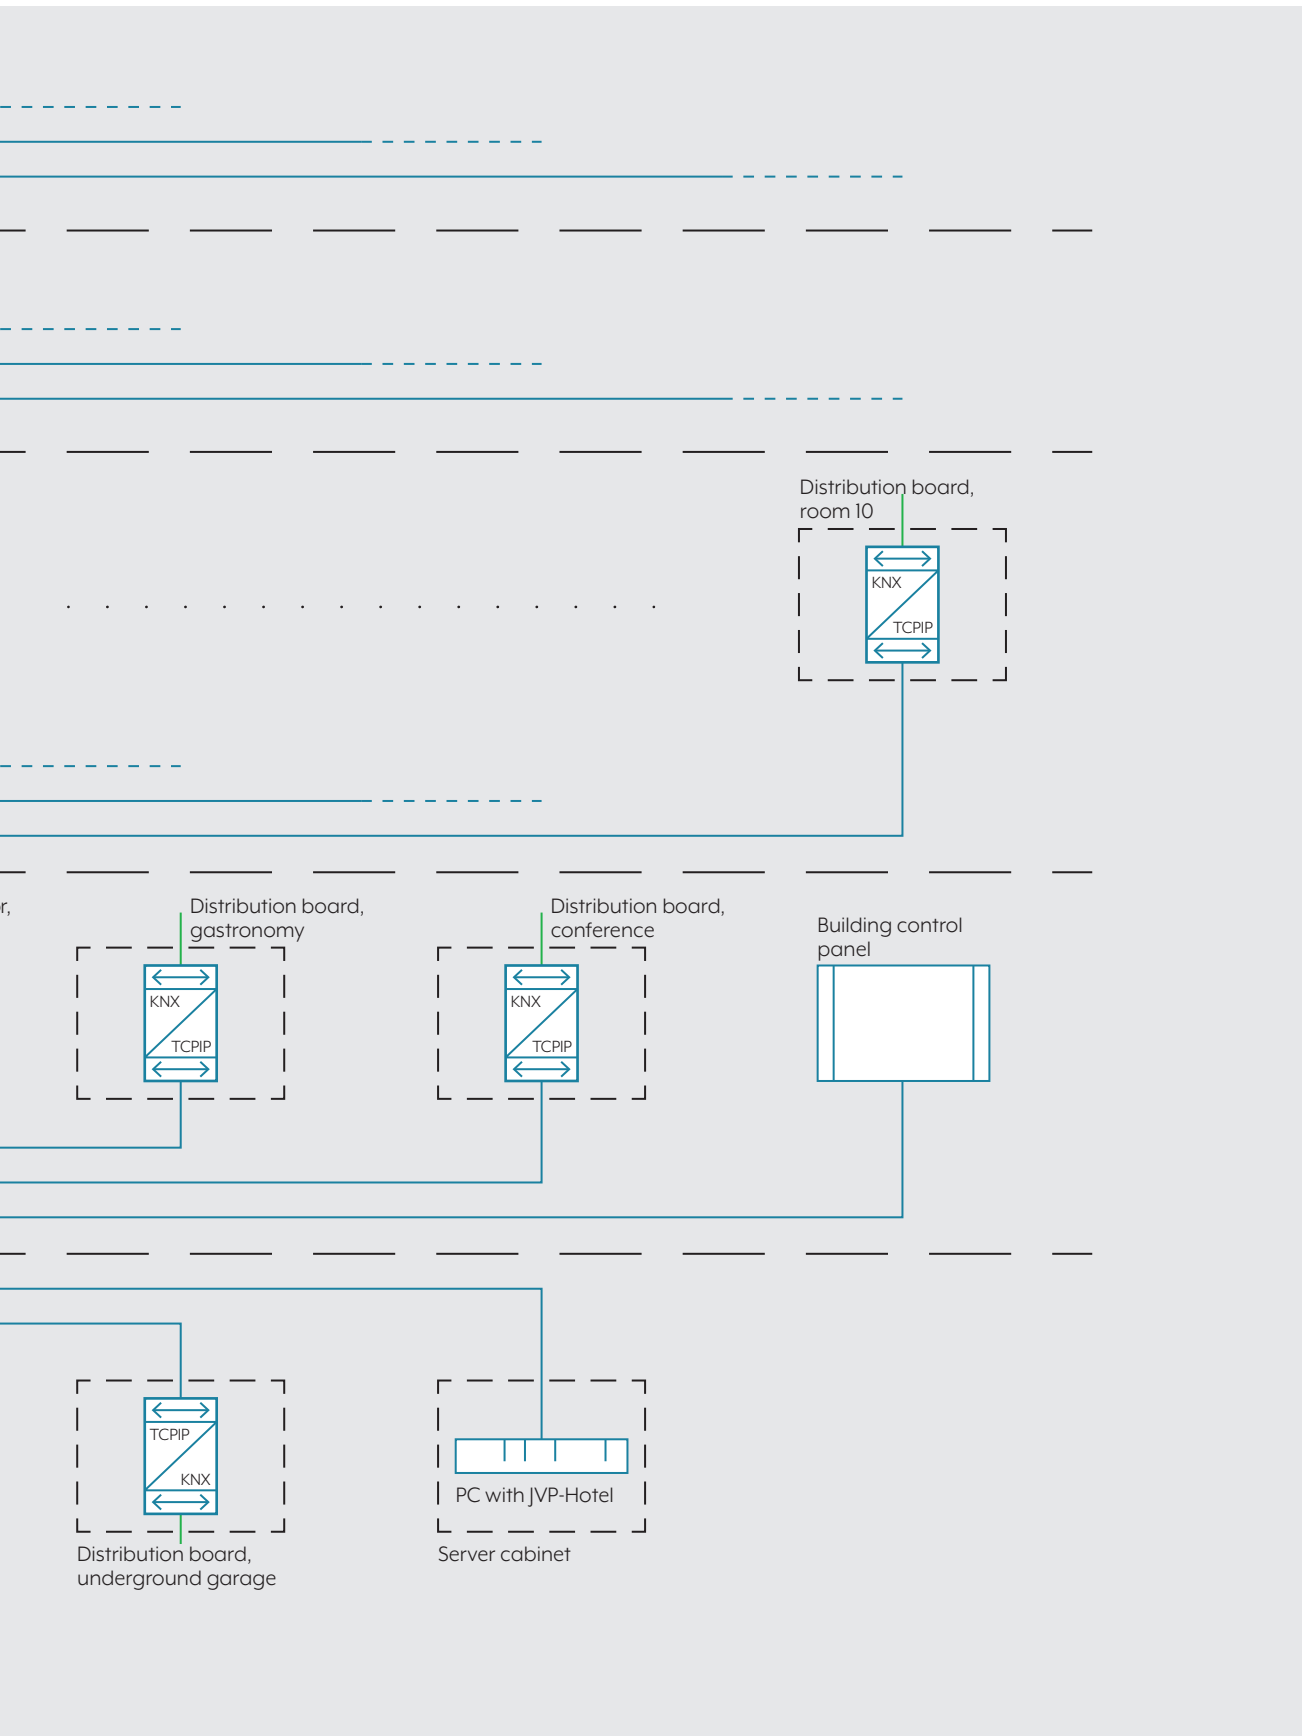 Distribution board,
room 10
KNX
TCPIP
r,
Distribution board,
gastronomy
KNX
TCPIP
Distribution board,
conference
KNX
TCPIP
Building control
panel
TCPIP
KNX
Distribution board,
underground garage
PC with JVP-Hotel
Server cabinet